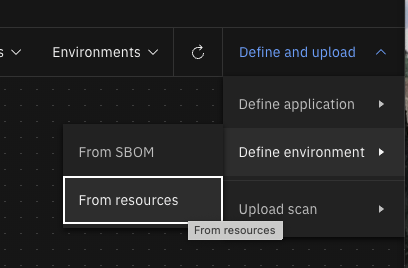 s
Environments
Define and upload
Define application
From SBOM
Define environment
From resources
Upload scan
From resources